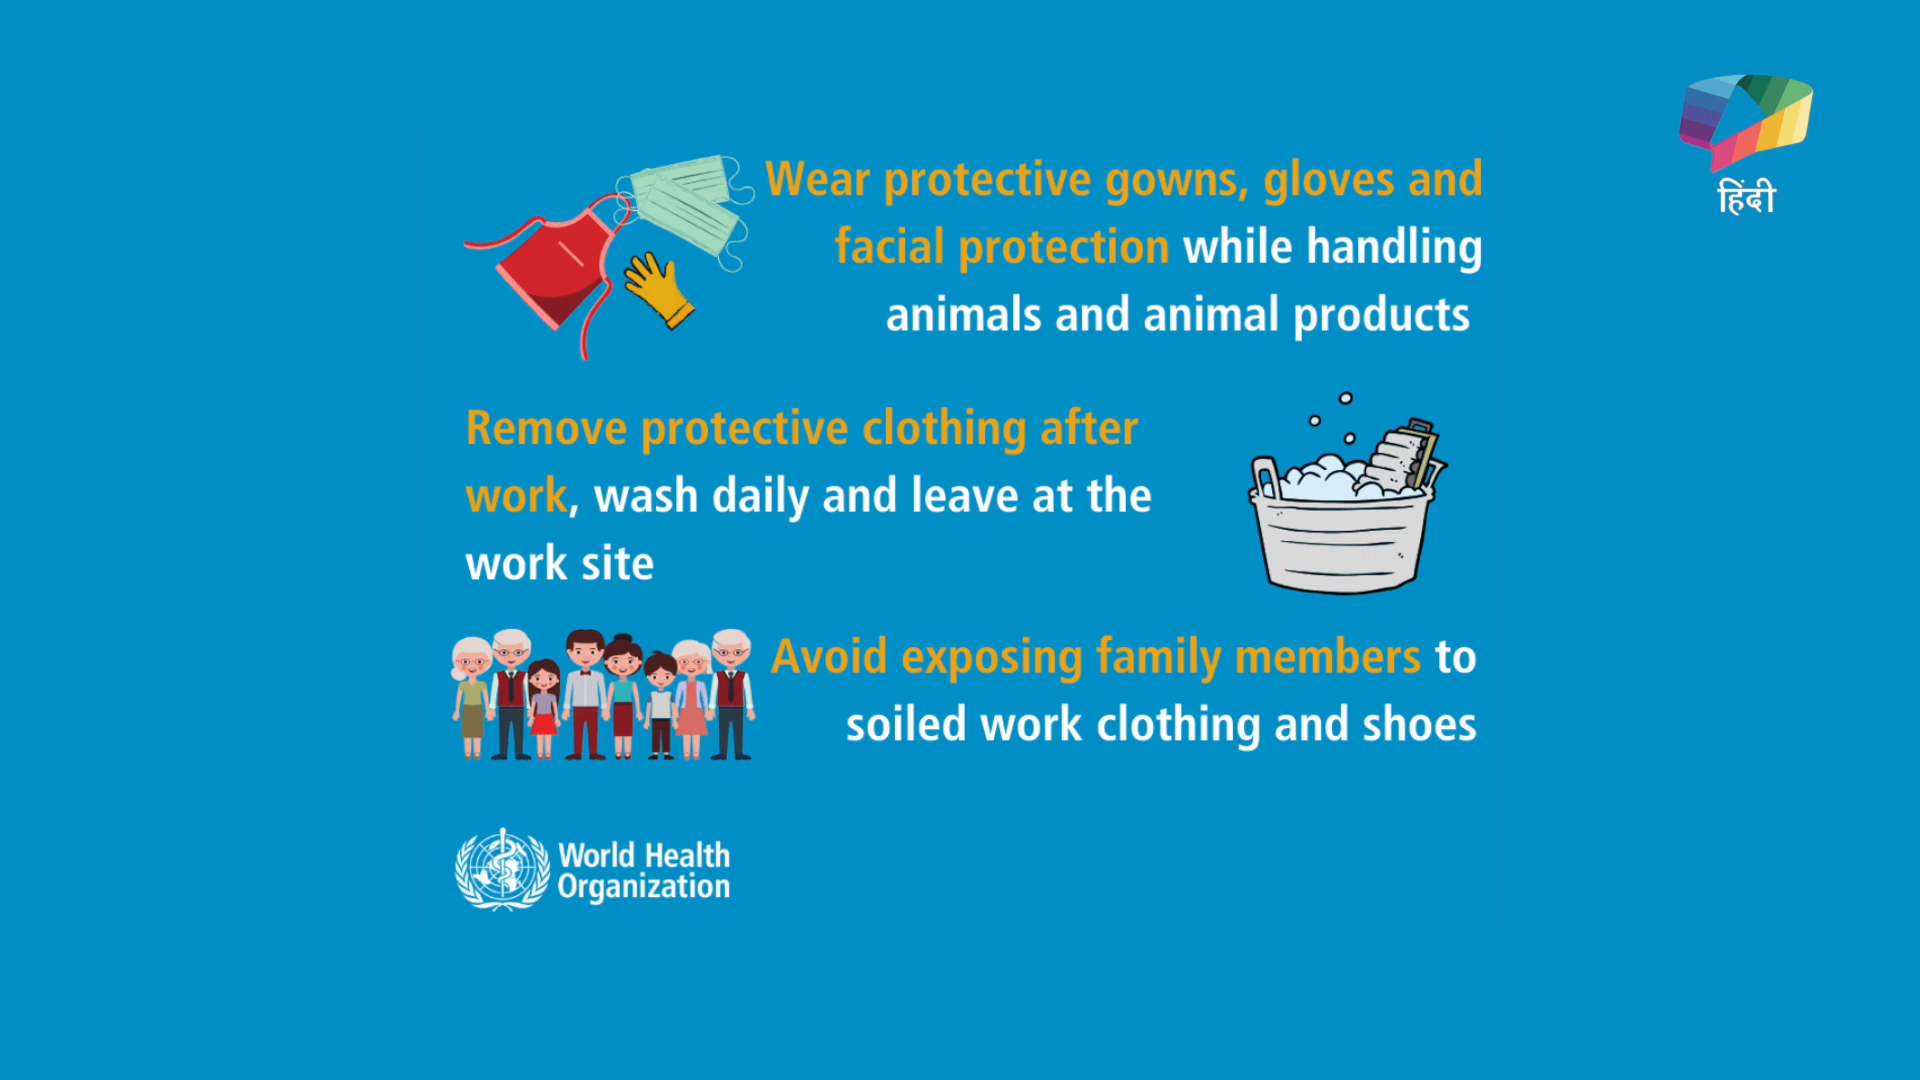 Wear protective gowns, gloves and
facial protection while handling
animals and animal products
Remove protective clothing after
work, wash daily and leave at the
work site
Avoid exposing family members to
soiled work clothing and shoes
World Health
Organization
हिंदी